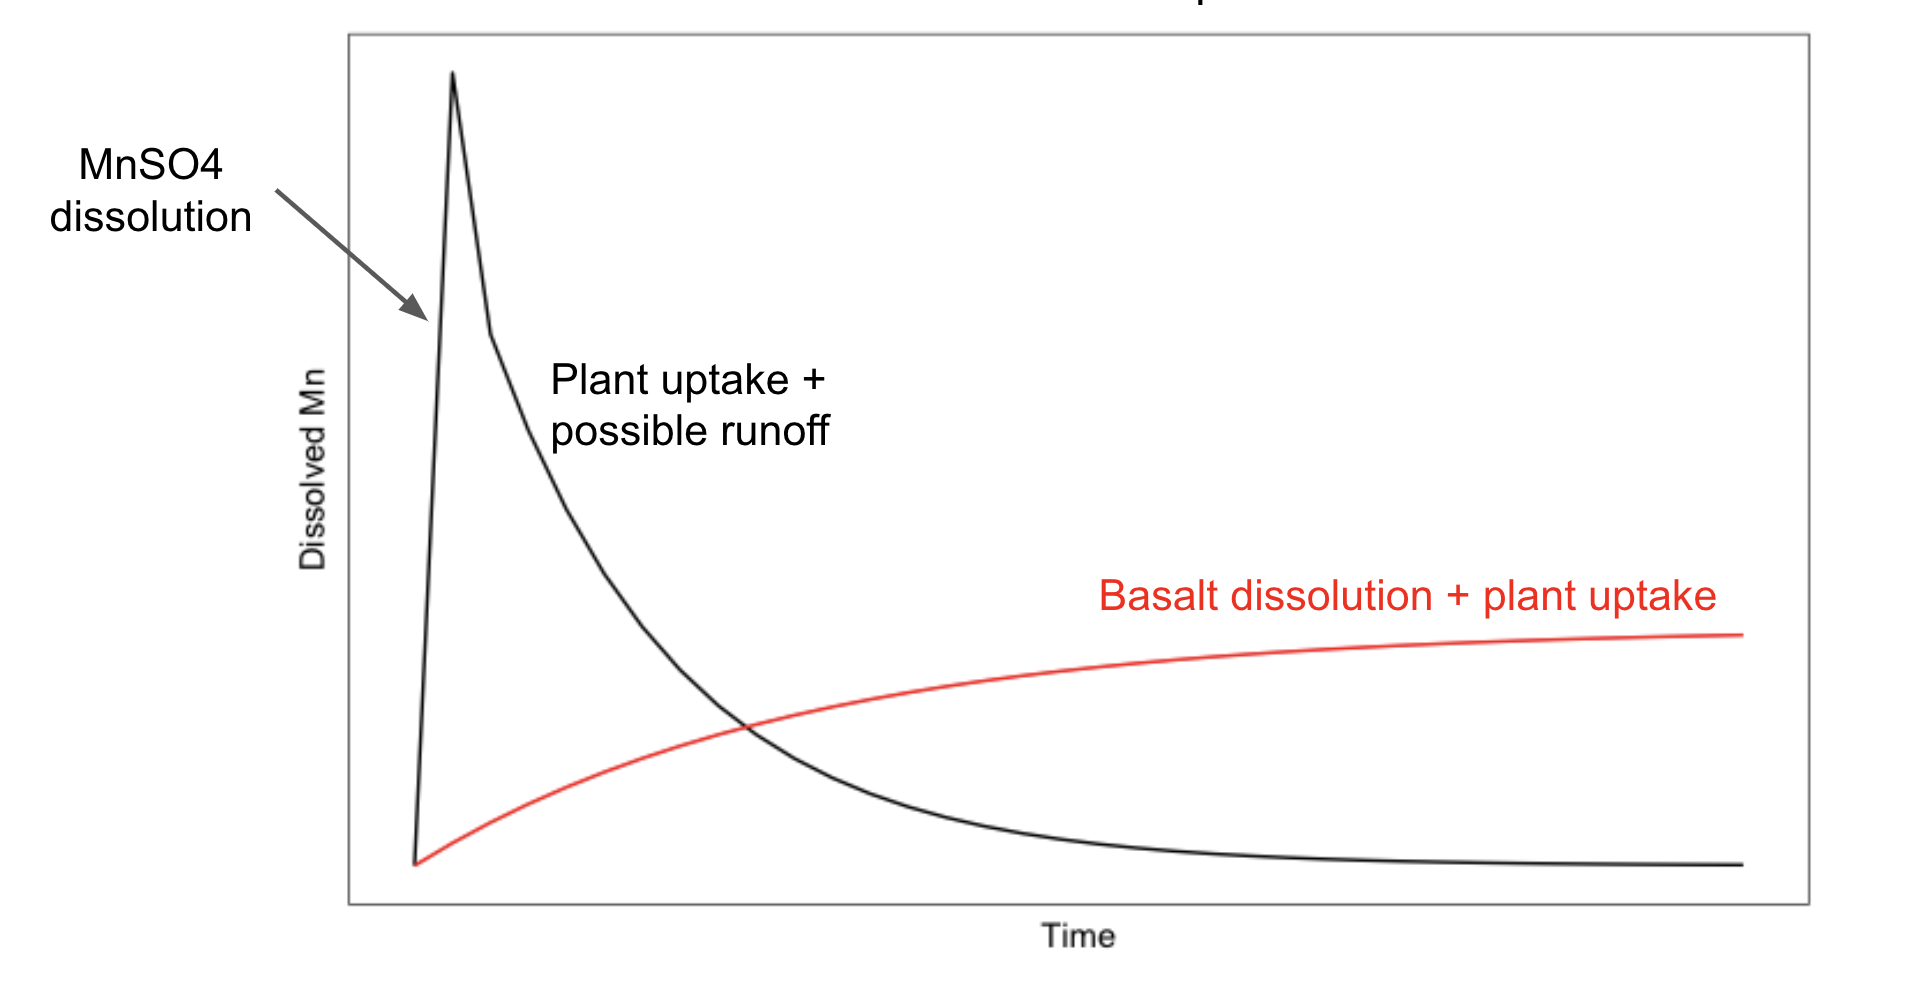 MnSO4
dissolution
Plant uptake +
possible runoff
Basalt dissolution + plant uptake
Dissolved Mn
Time